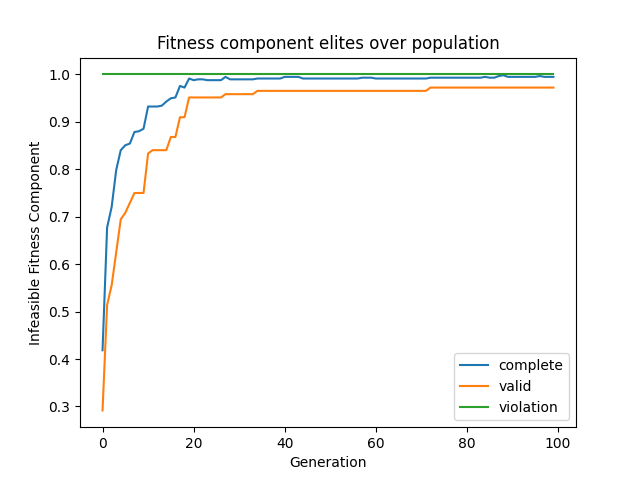 Fitness component elites over population
1.0
0.9
0.8
0.7
0.6
0.5
0.4
0.3
Infeasible Fitness Component
0
20
40
60
80
100
Generation
complete
valid
violation